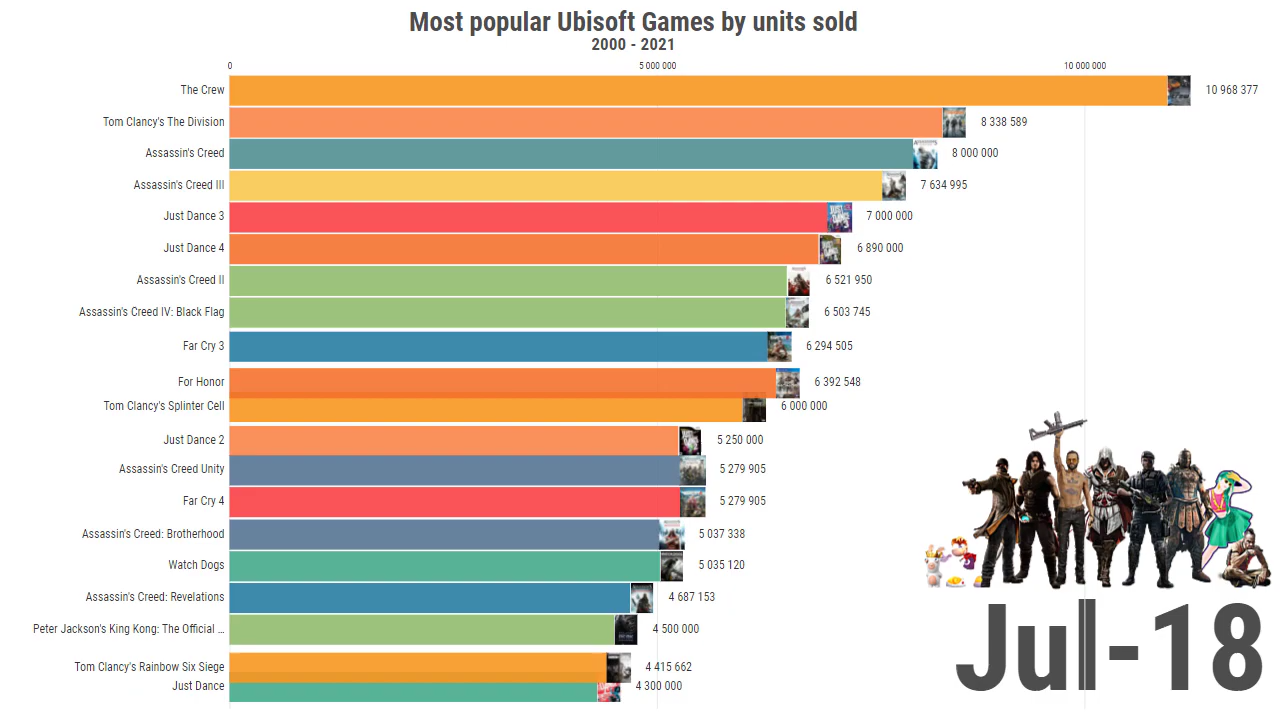 Most popular Ubisoft Games by units sold
2000 - 2021
0 5 000 000 10 000 000
The Crew 10 968 377
Tom Clancy's The Division 8 338 589
Assassin's Creed 8 000 000
Assassin's Creed III 7 634 995
Just Dance 3 7 000 000
Just Dance 4 6 890 000
Assassin's Creed II 6 521 950
Assassin's Creed IV: Black Flag 6 503 745
Far Cry 3 6 294 505
For Honor 6 392 548
Tom Clancy's Splinter Cell 6 000 000
Just Dance 2 5 250 000
Assassin's Creed Unity 5 279 905
Far Cry 4 5 279 905
Assassin's Creed: Brotherhood 5 037 338
Watch Dogs 5 035 120
Assassin's Creed: Revelations 4 687 153
Peter Jackson's King Kong: The Official ... 4 500 000
Tom Clancy's Rainbow Six Siege 4 415 662
Just Dance 4 300 000
Jul-18